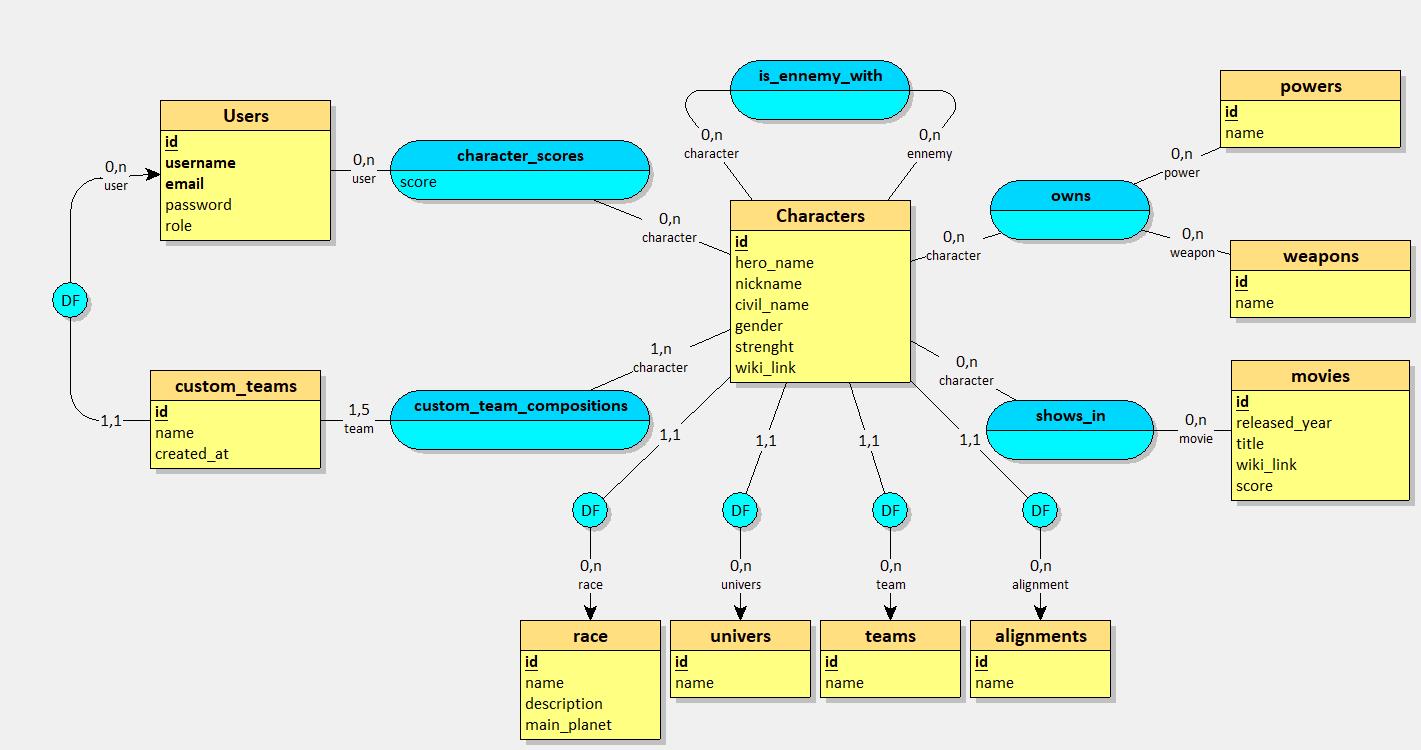 is_ennemy_with
0,n
character
0,n
ennemy
powers
id
name
Users
id
username
email
password
role
0,n
user
0,n
user
character_scores
score
0,n
character
0,n
power
owns
0,n
character
0,n
weapon
weapons
id
name
Characters
id
hero_name
nickname
civil_name
gender
strenght
wiki_link
DF
1,1
custom_teams
id
name
created_at
1,5
team
custom_team_compositions
1,n
character
0,n
character
shows_in
0,n
movie
movies
id
released_year
title
wiki_link
score
1,1
1,1
1,1
1,1
DF
DF
DF
DF
0,n
race
0,n
univers
0,n
team
0,n
alignment
race
id
name
description
main_planet
univers
id
name
teams
id
name
alignments
id
name